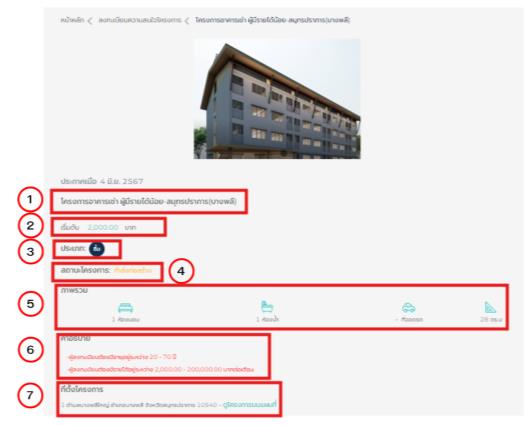 หน้าหลัก ลงทะเบียนความสนใจโครงการ โครงการอาคารเช่า ผู้มีรายได้น้อย-สมุทรปราการ(บางพลี)
ประกาศเมื่อ 4 มิ.ย. 2567
1
โครงการอาคารเช่า ผู้มีรายได้น้อย-สมุทรปราการ(บางพลี)
2
เริ่มต้น 2,000.00 บาท
3
ประเภท: ซื้อ
สถานะโครงการ: กำลังก่อสร้าง
4
5
ภาพรวม
1 ห้องนอน 1 ห้องน้ำ - ที่จอดรถ 28 ตร.ม
6
คำอธิบาย
-ผู้ลงทะเบียนต้องมีอายุอยู่ระหว่าง 20 - 70 ปี
-ผู้ลงทะเบียนต้องมีรายได้อยู่ระหว่าง 2,000.00 - 200,000.00 บาทต่อเดือน
7
ที่ตั้งโครงการ
1 ตำบลบางพลีใหญ่ อำเภอบางพลี จังหวัดสมุทรปราการ 10540 - ดูโครงการบนแผนที่